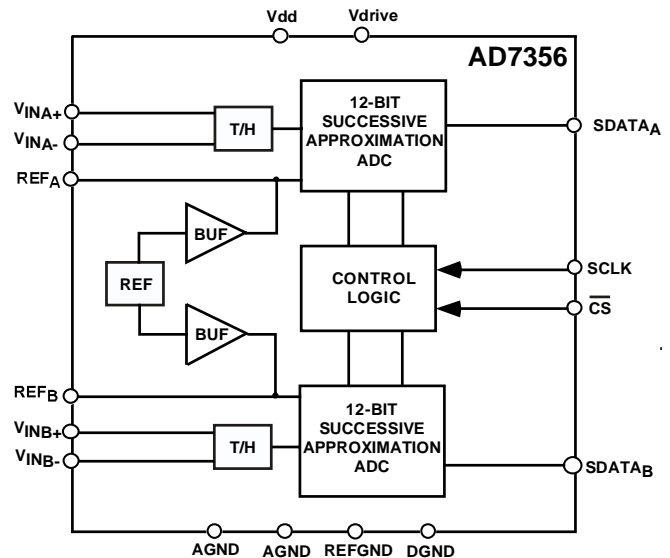 Vdd
Vdrive
AD7356
VINA+
VINA-
REFA
T/H
12-BIT
SUCCESSIVE
APPROXIMATION
ADC
SDATAA
BUF
REF
BUF
CONTROL
LOGIC
SCLK
CS
REFB
VINB+
VINB-
T/H
12-BIT
SUCCESSIVE
APPROXIMATION
ADC
SDATAB
AGND
AGND
REFGND
DGND